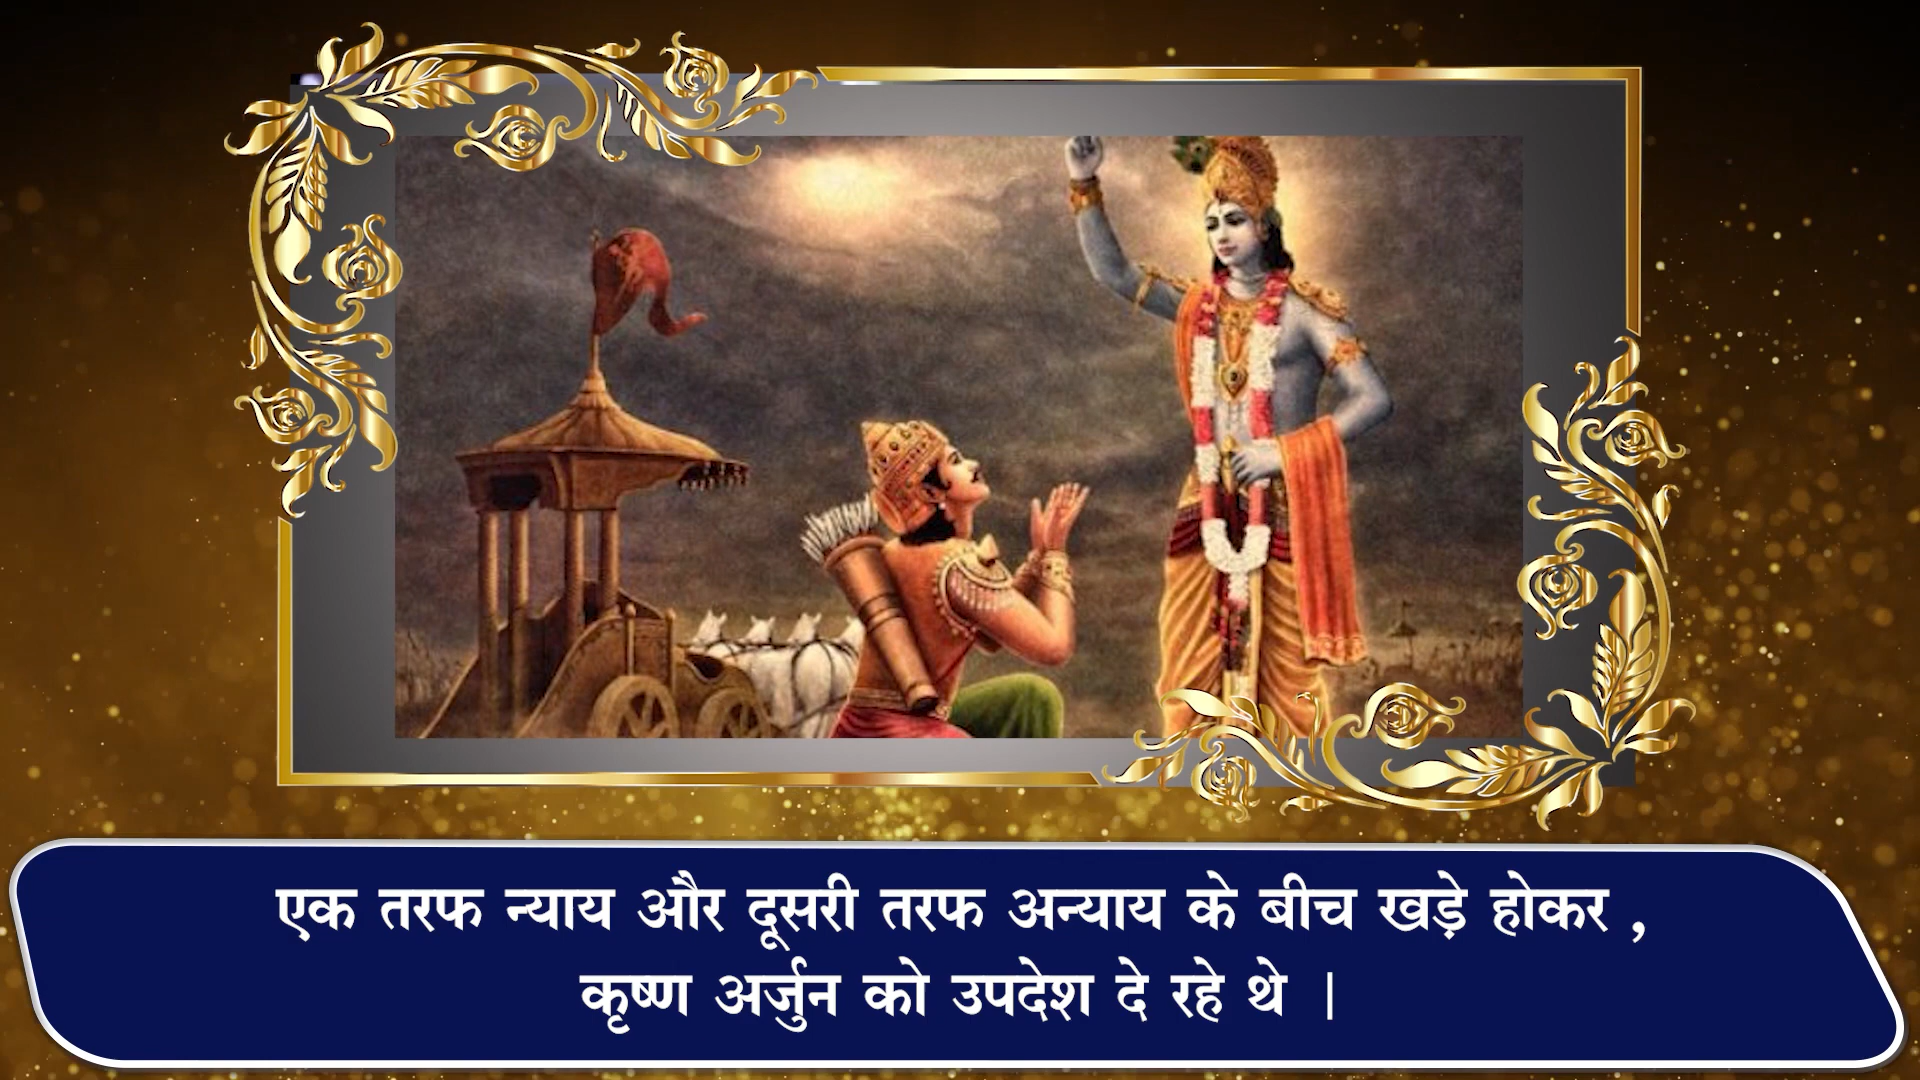 एक तरफ न्याय और दूसरी तरफ अन्याय के बीच खड़े होकर ,
कृष्ण अर्जुन को उपदेश दे रहे थे |